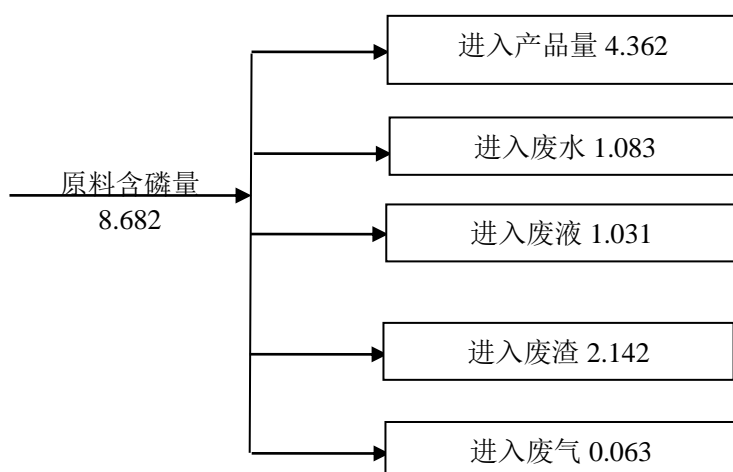 进入产品量 4.362
进入废水 1.083
原料含磷量
8.682
进入废液 1.031
进入废渣 2.142
进入废气 0.063